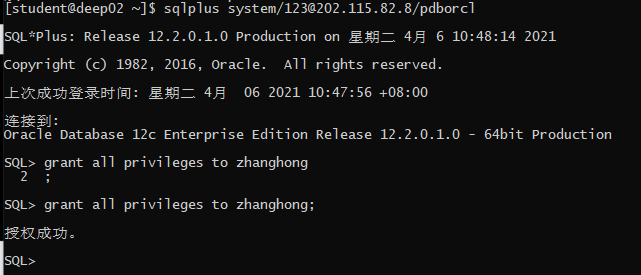 [student@deep02 ~]$ sqlplus system/123@202.115.82.8/pdborcl
SQL*Plus: Release 12.2.0.1.0 Production on 星期二 4月 6 10:48:14 2021
Copyright (c) 1982, 2016, Oracle.  All rights reserved.
上次成功登录时间: 星期二 4月  06 2021 10:47:56 +08:00
连接到:
Oracle Database 12c Enterprise Edition Release 12.2.0.1.0 - 64bit Production
SQL> grant all privileges to zhanghong
  2  ;
SQL> grant all privileges to zhanghong;
授权成功。
SQL>